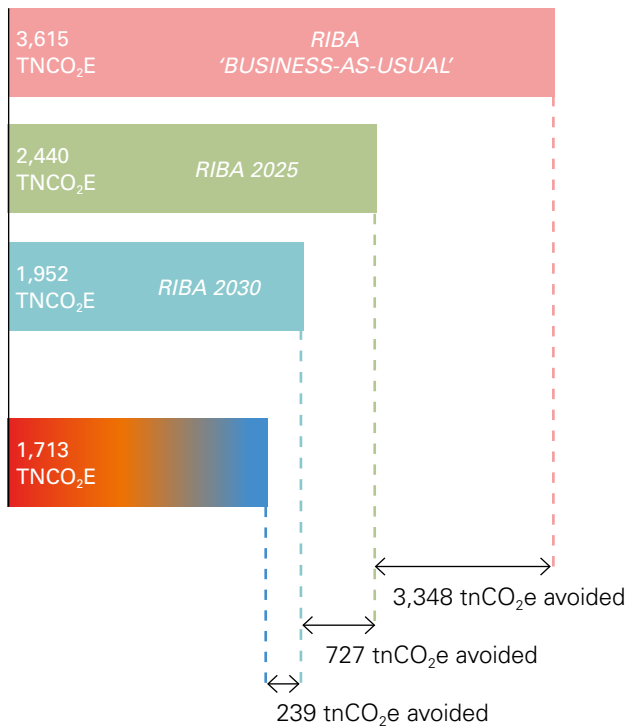 3,615
TNCO₂E
RIBA
‘BUSINESS-AS-USUAL’
2,440
TNCO₂E
RIBA 2025
1,952
TNCO₂E
RIBA 2030
1,713
TNCO₂E
3,348 tnCO₂e avoided
727 tnCO₂e avoided
239 tnCO₂e avoided